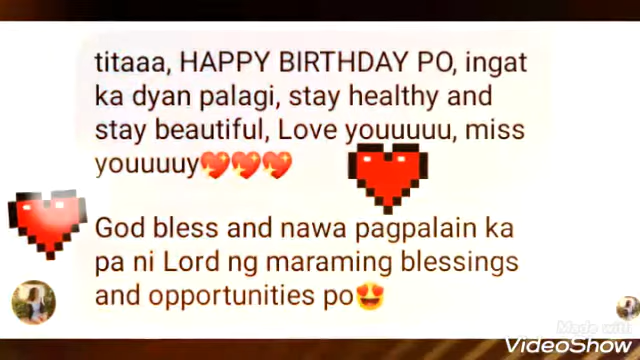 titaaa, HAPPY BIRTHDAY PO, ingat
ka dyan palagi, stay healthy and
stay beautiful, Love youuuuu, miss
youuuuy💖💖💖
God bless and nawa pagpalain ka
pa ni Lord ng maraming blessings
and opportunities po😍
Made with
VideoShow